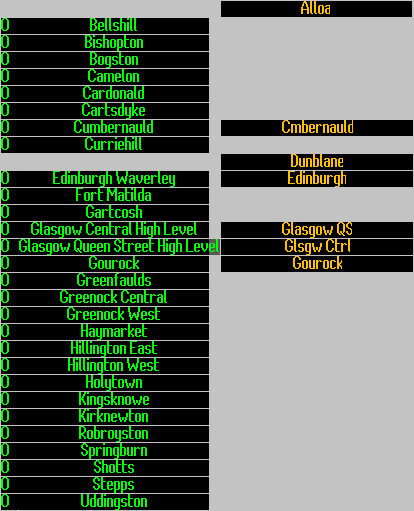 Alloa
0 Bellshill
0 Bishopton
0 Bogston
0 Camelon
0 Cardonald
0 Cartsdyke
0 Cumbernauld Cmbernauld
0 Curriehill
Dunblane
0 Edinburgh Waverley Edinburgh
0 Fort Matilda
0 Gartcosh
0 Glasgow Central High Level Glasgow QS
0 Glasgow Queen Street High Level Glsgw Ctrl
0 Gourock Gourock
0 Greenfaulds
0 Greenock Central
0 Greenock West
0 Haymarket
0 Hillington East
0 Hillington West
0 Holytown
0 Kingsknowe
0 Kirknewton
0 Robroyston
0 Springburn
0 Shotts
0 Stepps
0 Uddingston